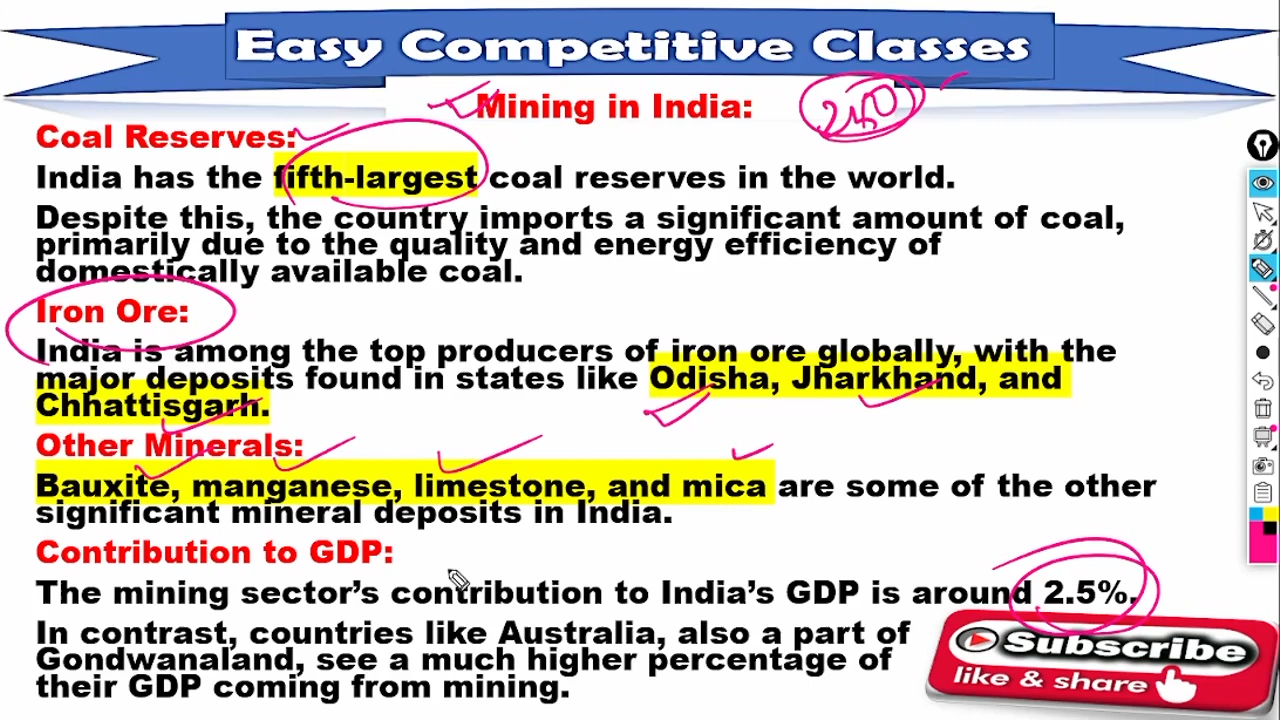 Easy Competitive Classes
Mining in India:
Coal Reserves:
India has the fifth-largest coal reserves in the world.
Despite this, the country imports a significant amount of coal,
primarily due to the quality and energy efficiency of
domestically available coal.
Iron Ore:
India is among the top producers of iron ore globally, with the
major deposits found in states like Odisha, Jharkhand, and
Chhattisgarh.
Other Minerals:
Bauxite, manganese, limestone, and mica are some of the other
significant mineral deposits in India.
Contribution to GDP:
The mining sector's contribution to India's GDP is around 2.5%.
In contrast, countries like Australia, also a part of
Gondwanaland, see a much higher percentage of
their GDP coming from mining.
Subscribe
like & share